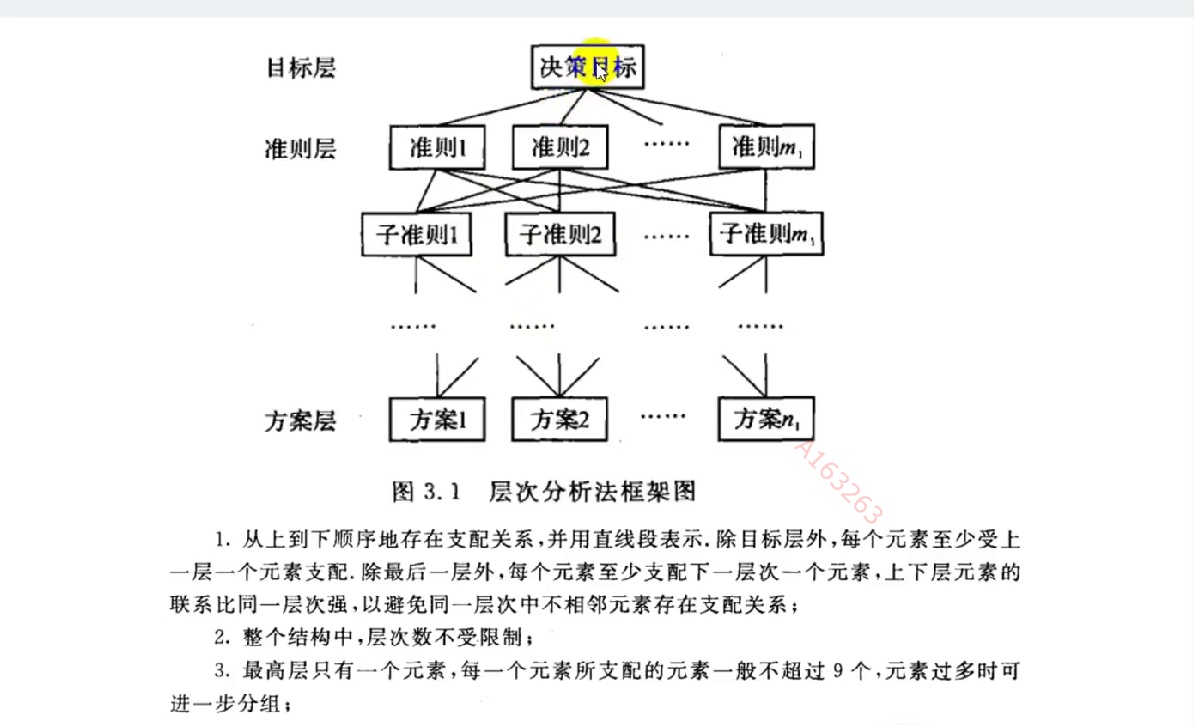 目标层 决策目标
准则层 准则1 准则2 …… 准则m₁
子准则1 子准则2 …… 子准则m₁
…… …… …… ……
方案层 方案1 方案2 …… 方案n₁
A163263
图 3.1 层次分析法框架图
1. 从上到下顺序地存在支配关系,并用直线段表示.除目标层外,每个元素至少受上
一层一个元素支配.除最后一层外,每个元素至少支配下一层次一个元素,上下层元素的
联系比同一层次强,以避免同一层次中不相邻元素存在支配关系;
2. 整个结构中,层次数不受限制;
3. 最高层只有一个元素,每一个元素所支配的元素一般不超过 9 个,元素过多时可
进一步分组;